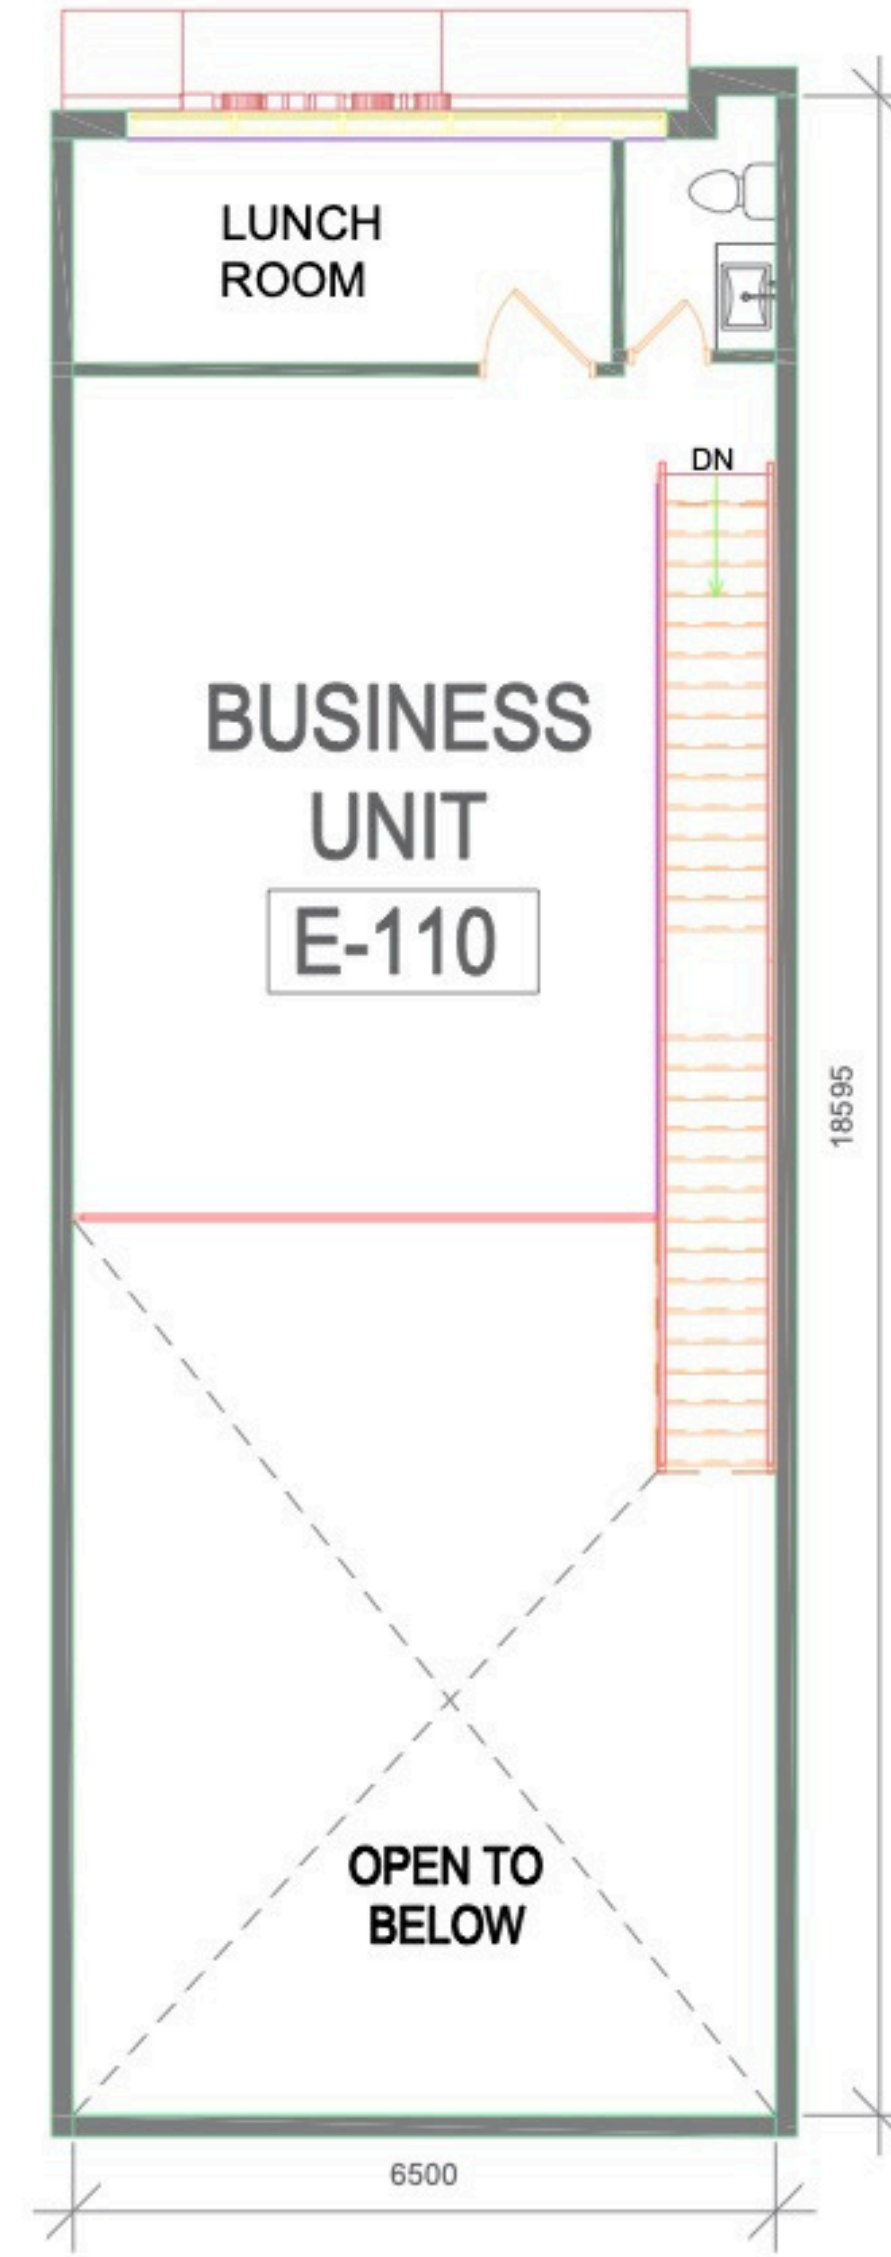 LUNCH
ROOM
DN
BUSINESS
UNIT
E-110
18595
OPEN TO
BELOW
6500